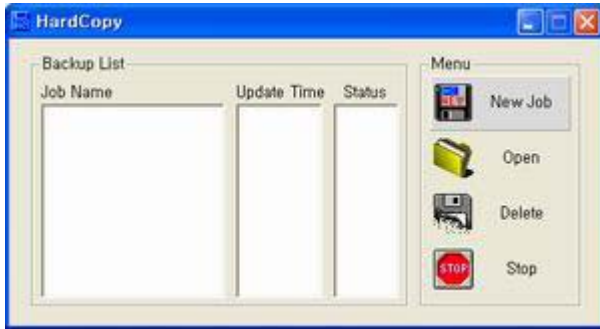 HardCopy
Backup List
Job Name Update Time Status
Menu
New Job
Open
Delete
STOP Stop